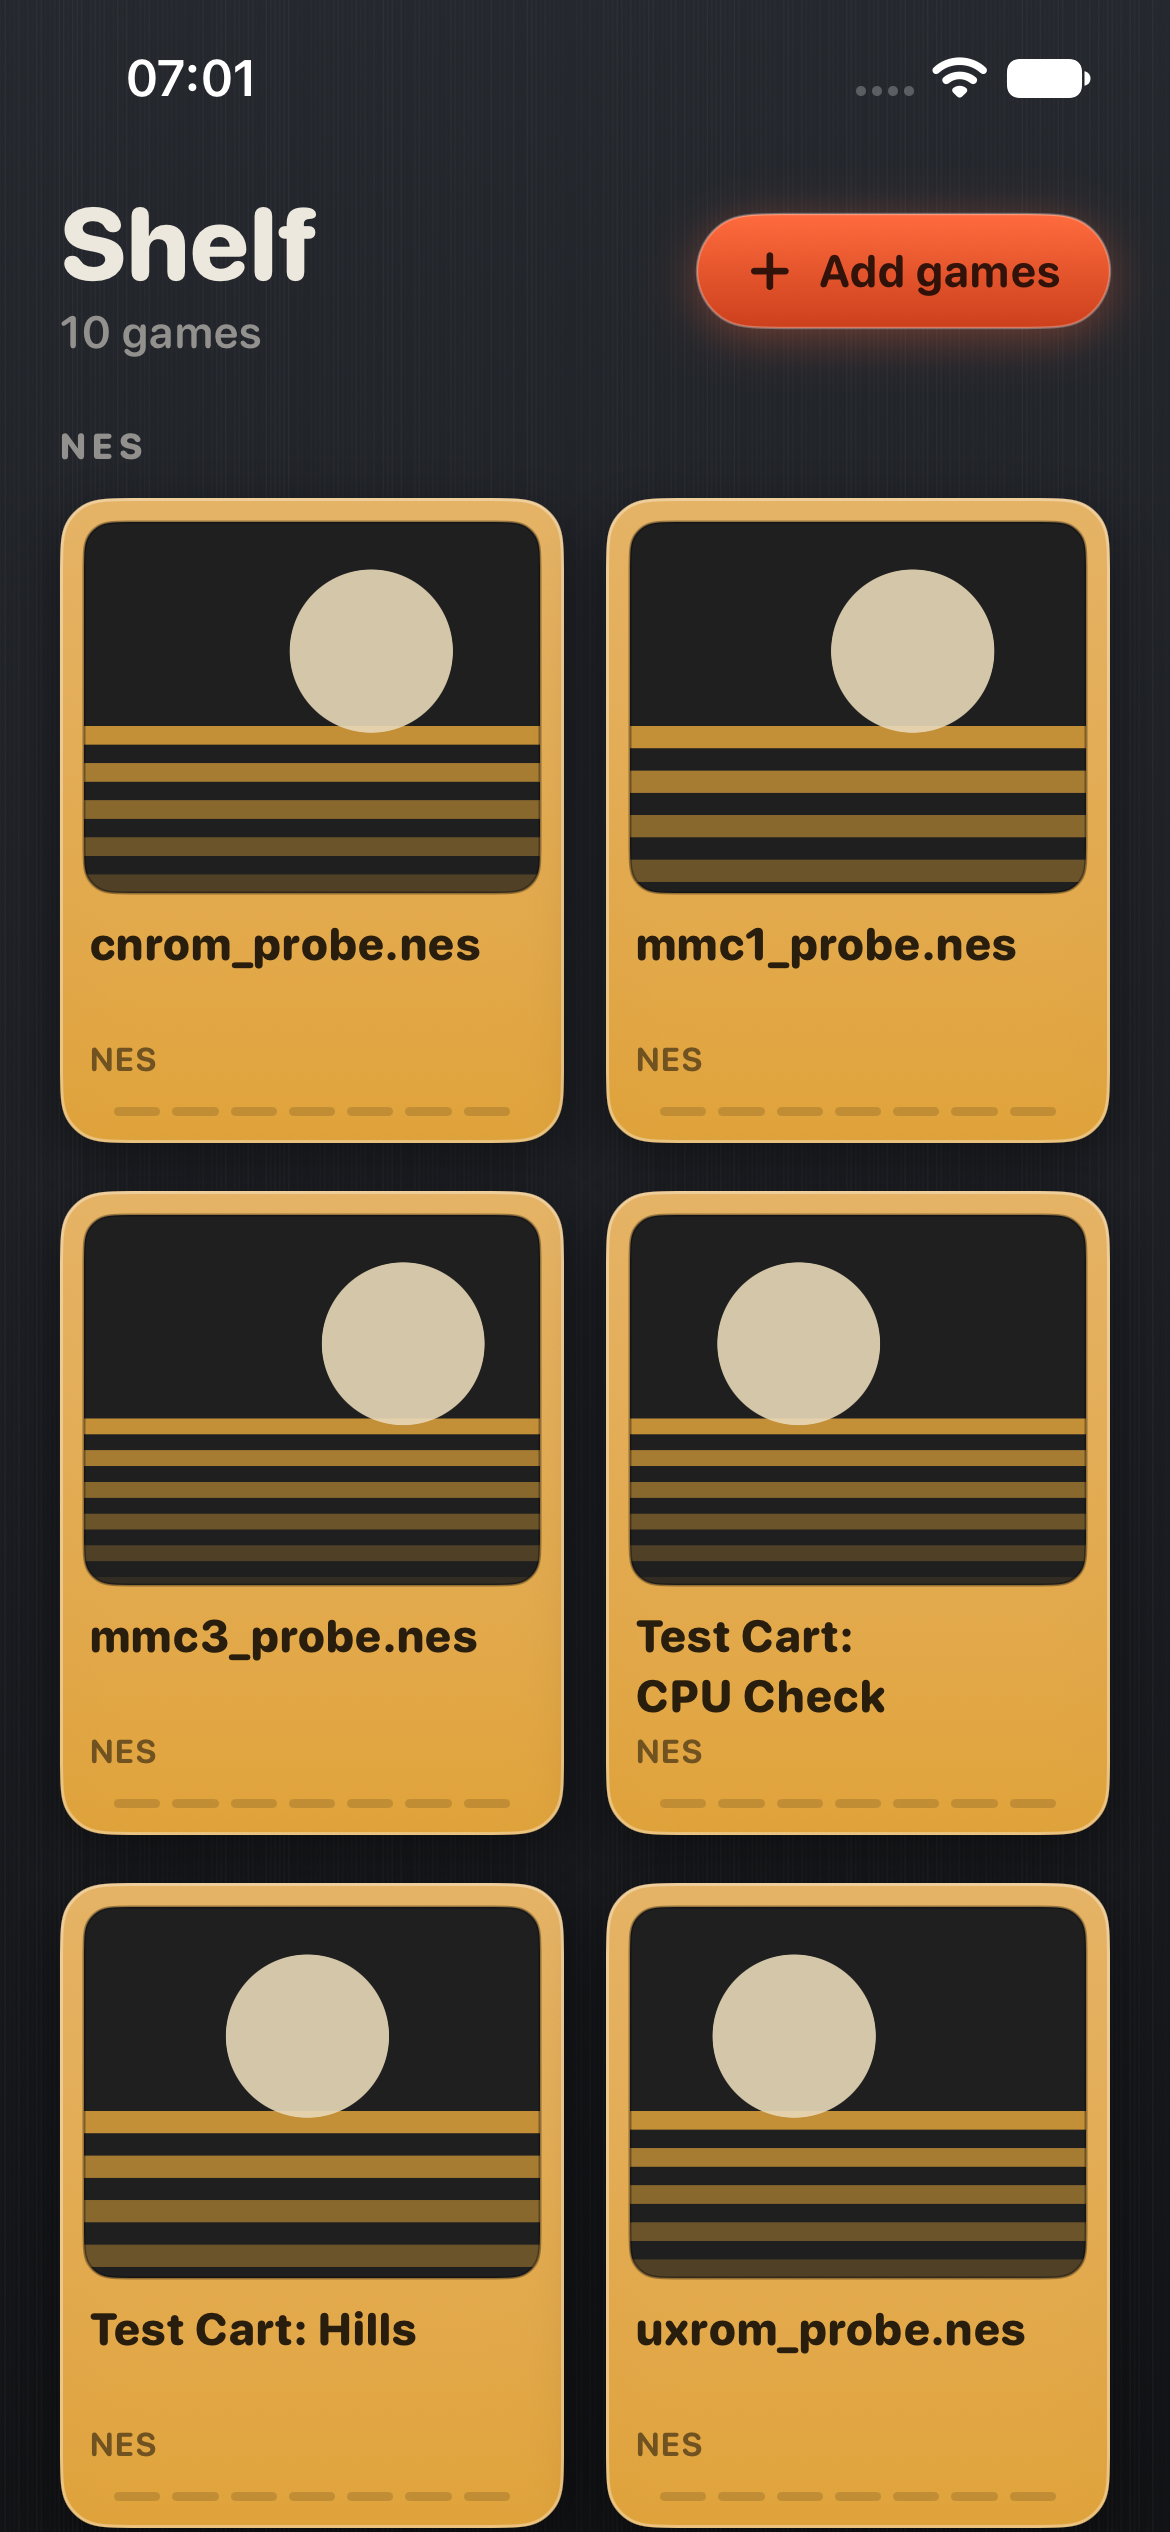 07:01
Shelf
+ Add games
10 games
NES
cnrom_probe.nes
NES
mmc1_probe.nes
NES
mmc3_probe.nes
NES
Test Cart:
CPU Check
NES
Test Cart: Hills
NES
uxrom_probe.nes
NES